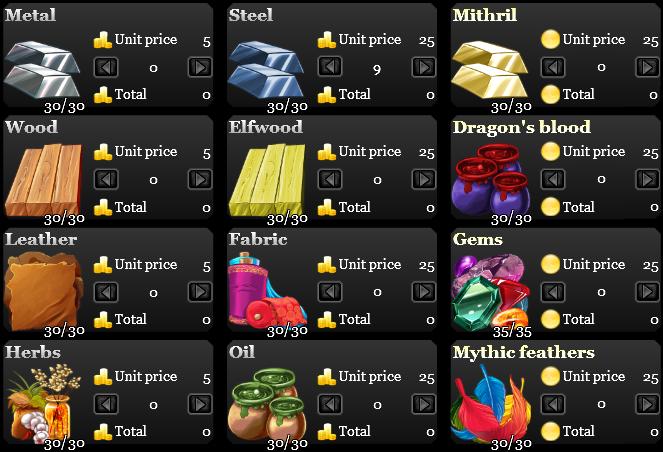 Metal
Unit price 5
0
Total 0
30/30
Steel
Unit price 25
9
Total 0
30/30
Mithril
Unit price 25
0
Total 0
30/30
Wood
Unit price 5
0
Total 0
30/30
Elfwood
Unit price 25
0
Total 0
30/30
Dragon's blood
Unit price 25
0
Total 0
30/30
Leather
Unit price 5
0
Total 0
30/30
Fabric
Unit price 25
0
Total 0
30/30
Gems
Unit price 25
0
Total 0
35/35
Herbs
Unit price 5
0
Total 0
30/30
Oil
Unit price 25
0
Total 0
30/30
Mythic feathers
Unit price 25
0
Total 0
30/30